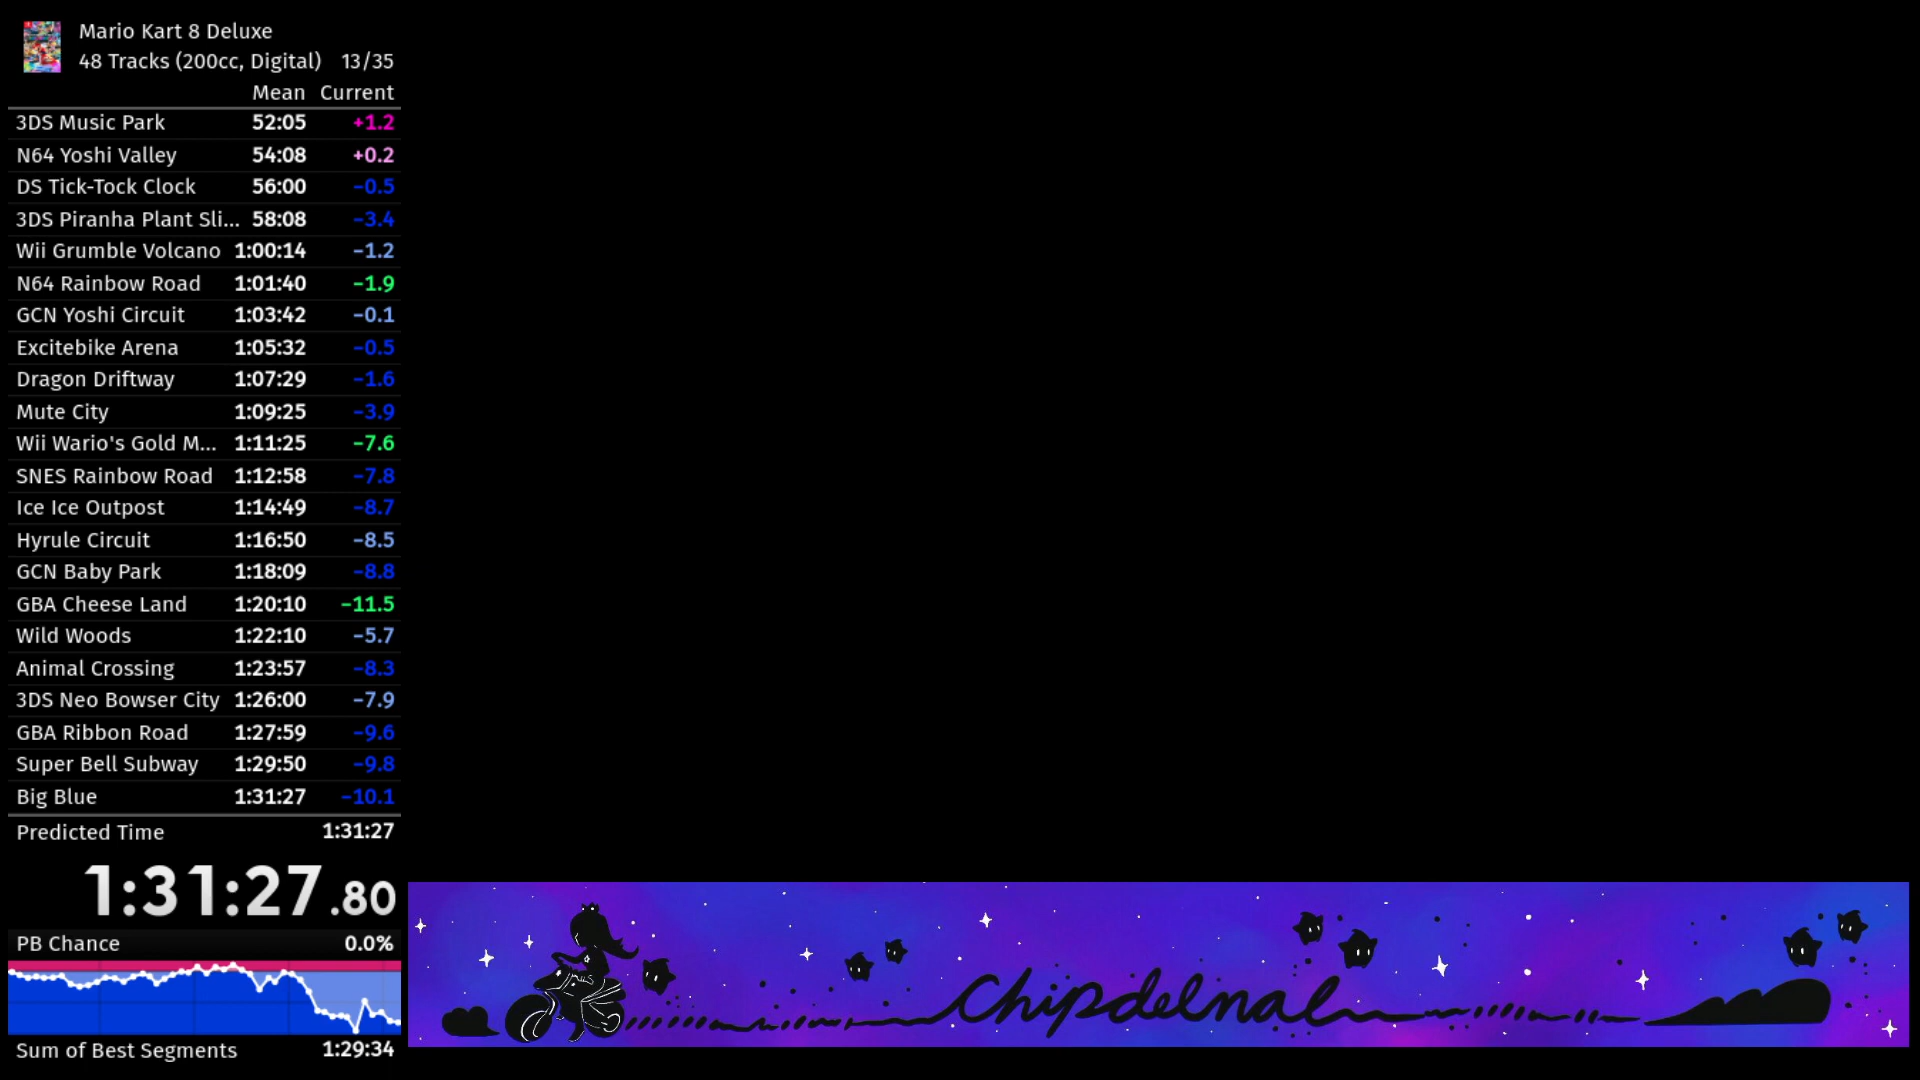 Mario Kart 8 Deluxe
48 Tracks (200cc, Digital) 13/35
Mean Current
3DS Music Park 52:05 +1.2
N64 Yoshi Valley 54:08 +0.2
DS Tick-Tock Clock 56:00 −0.5
3DS Piranha Plant Sli... 58:08 −3.4
Wii Grumble Volcano 1:00:14 −1.2
N64 Rainbow Road 1:01:40 −1.9
GCN Yoshi Circuit 1:03:42 −0.1
Excitebike Arena 1:05:32 −0.5
Dragon Driftway 1:07:29 −1.6
Mute City 1:09:25 −3.9
Wii Wario's Gold M... 1:11:25 −7.6
SNES Rainbow Road 1:12:58 −7.8
Ice Ice Outpost 1:14:49 −8.7
Hyrule Circuit 1:16:50 −8.5
GCN Baby Park 1:18:09 −8.8
GBA Cheese Land 1:20:10 −11.5
Wild Woods 1:22:10 −5.7
Animal Crossing 1:23:57 −8.3
3DS Neo Bowser City 1:26:00 −7.9
GBA Ribbon Road 1:27:59 −9.6
Super Bell Subway 1:29:50 −9.8
Big Blue 1:31:27 −10.1
Predicted Time 1:31:27
1:31:27.80
PB Chance 0.0%
Sum of Best Segments 1:29:34
Chipdelnal